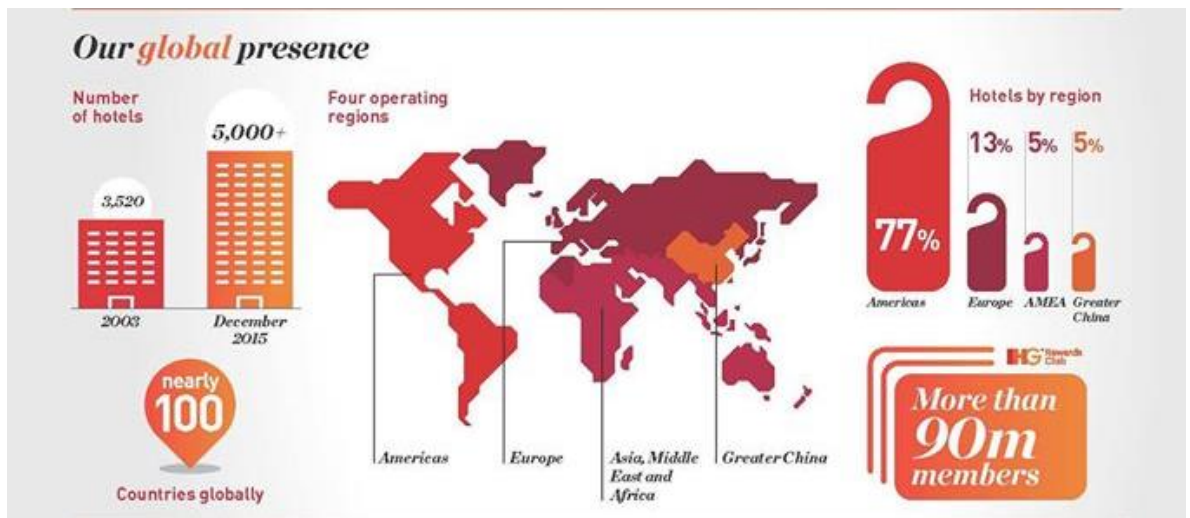 Our global presence
Number
of hotels
3,520
5,000+
2003
December
2015
nearly
100
Countries globally
Four operating
regions
Americas
Europe
Asia, Middle
East and
Africa
Greater China
Hotels by region
77%
13%
5%
5%
Americas
Europe
AMEA
Greater
China
IHG Rewards
Club
More than
90m
members